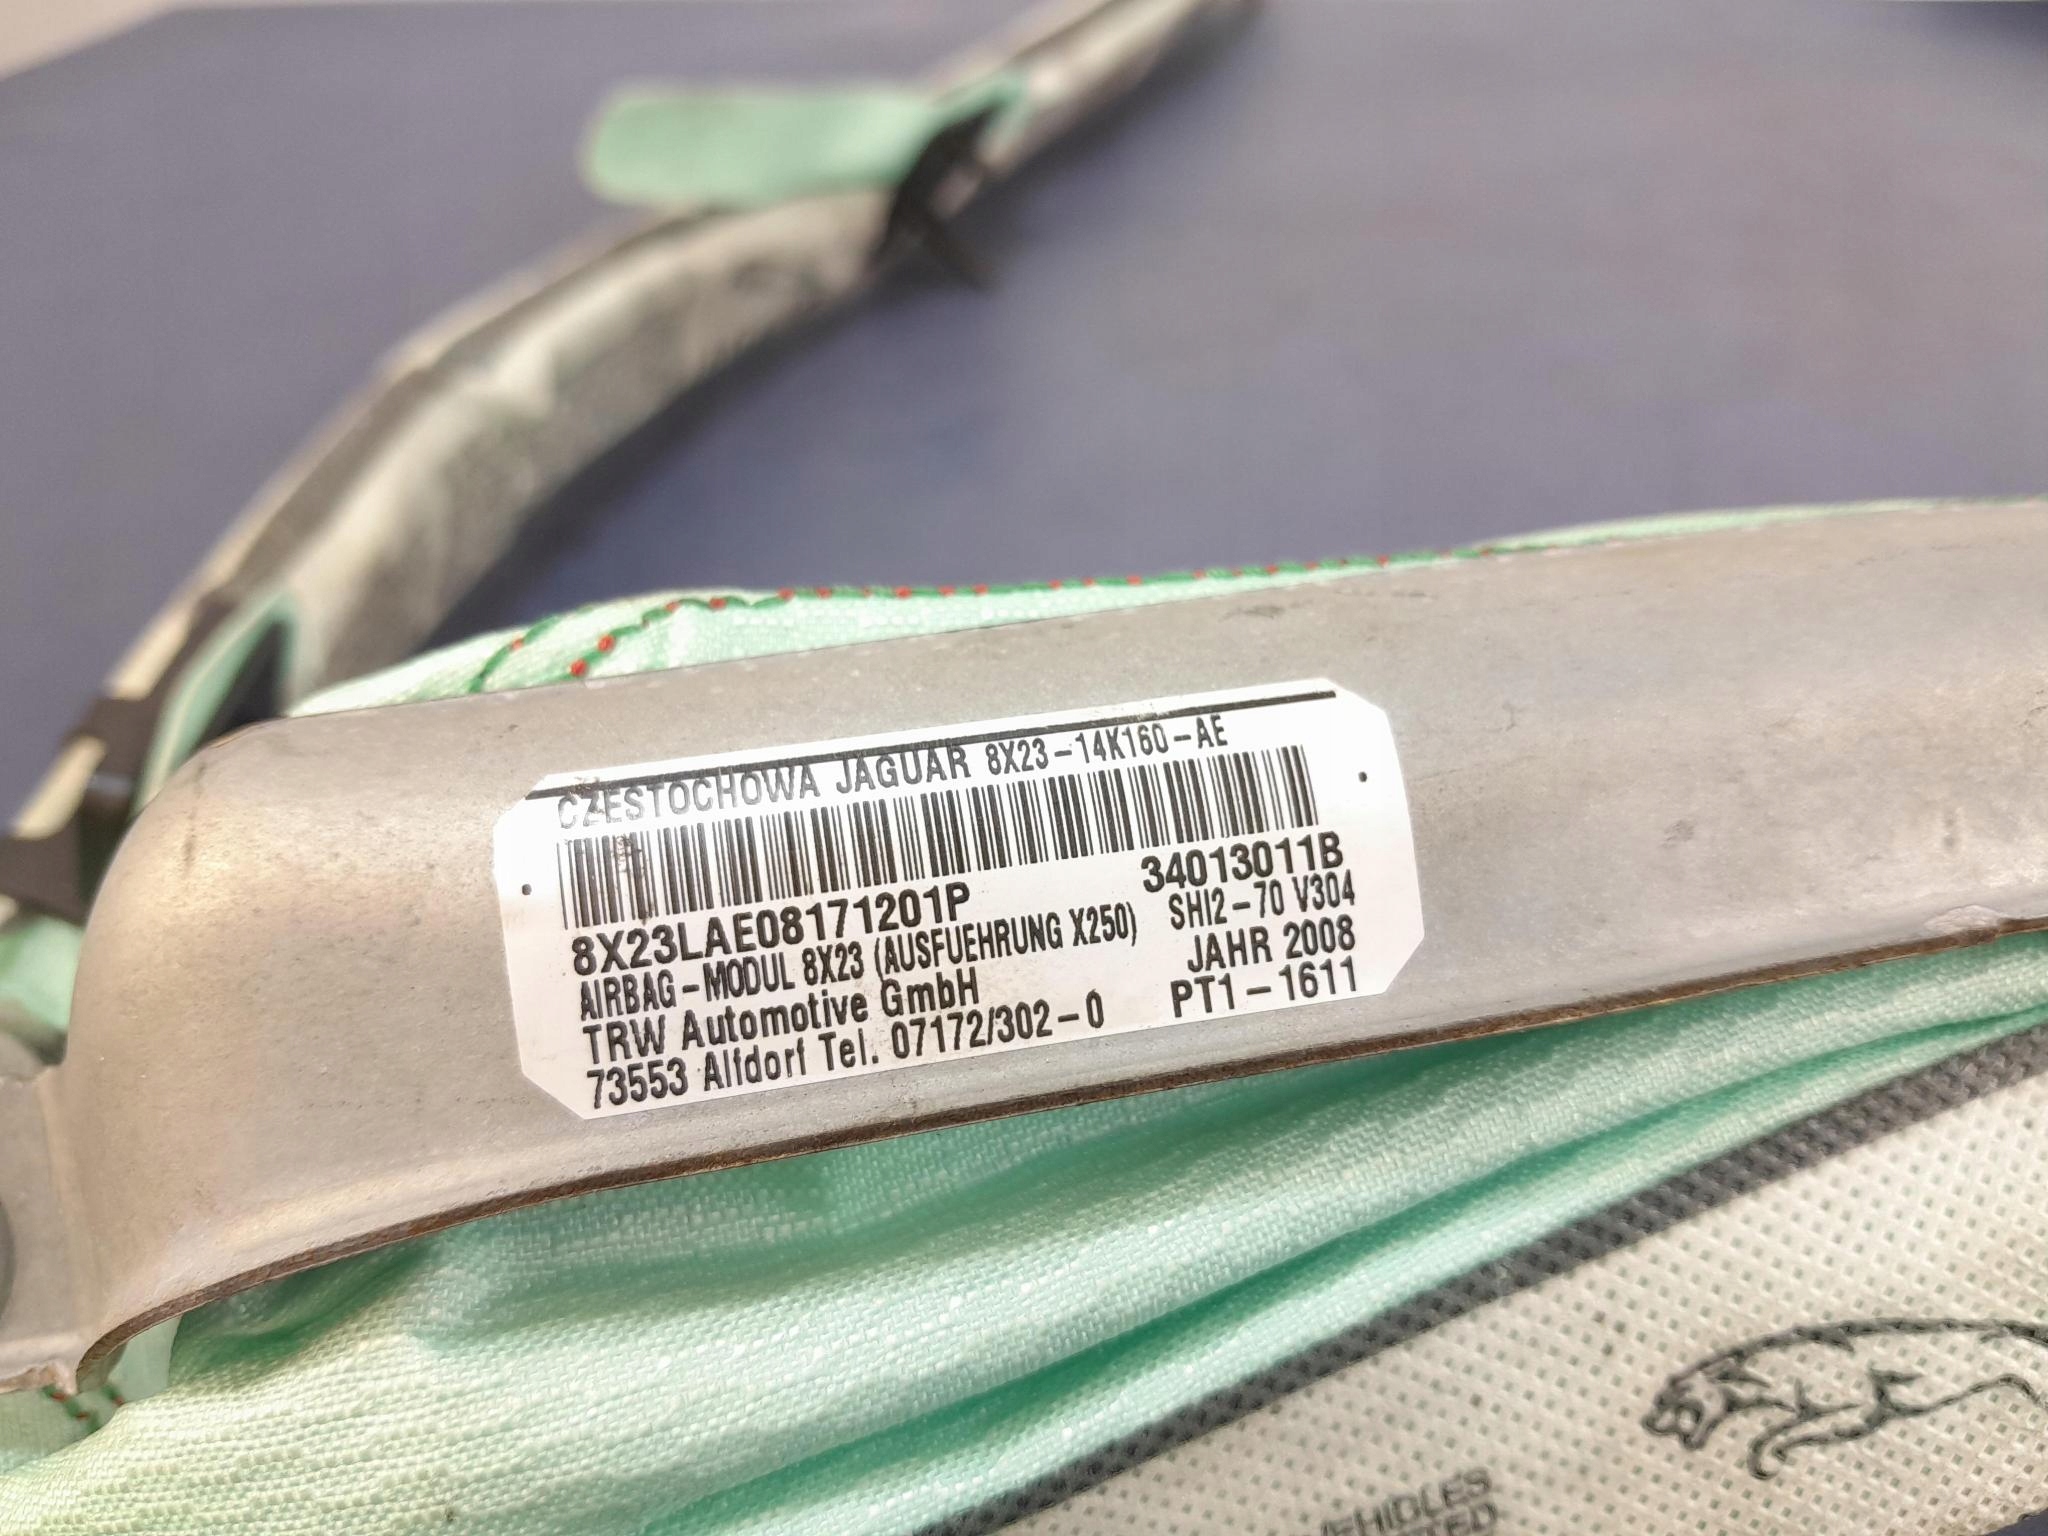 CZESTOCHOWA JAGUAR 8X23-14K160-AE
34013011B
8X23LAE08171201P
SHI2-70 V304
AIRBAG-MODUL 8X23 (AUSFUEHRUNG X250)
JAHR 2008
TRW Automotive GmbH
PT1-1611
73553 Alfdorf Tel. 07172/302-0
VEHICLES